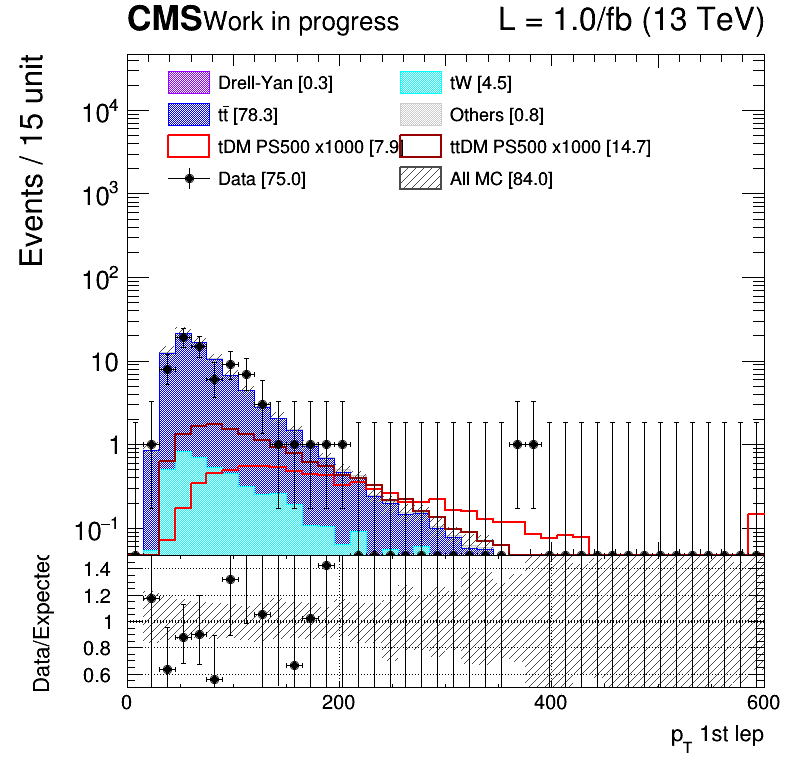 CMS Work in progress L = 1.0/fb (13 TeV)
Events / 15 unit
Drell-Yan [0.3] tW [4.5]
tt̄ [78.3] Others [0.8]
tDM PS500 x1000 [7.9 ttDM PS500 x1000 [14.7]
Data [75.0] All MC [84.0]
10⁴
10³
10²
10
1
10⁻¹
Data/Expected
1.4
1.2
1
0.8
0.6
0 200 400 600
p_T 1st lep